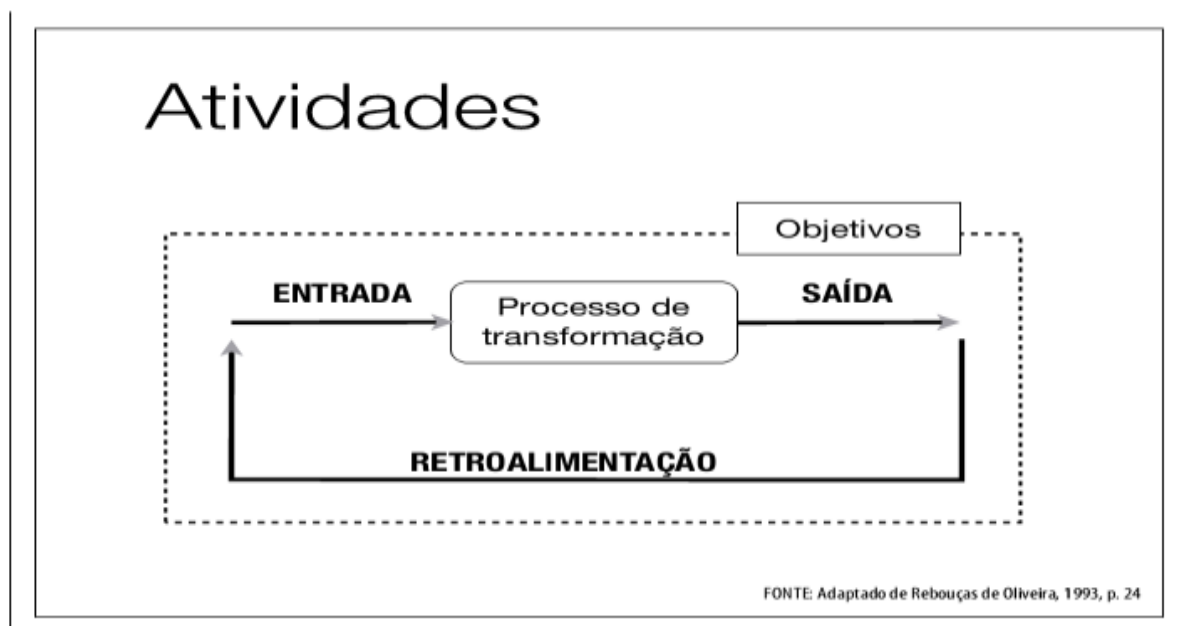 Atividades
Objetivos
ENTRADA
Processo de
transformação
SAÍDA
RETROALIMENTAÇÃO
FONTE: Adaptado de Rebouças de Oliveira, 1993, p. 24